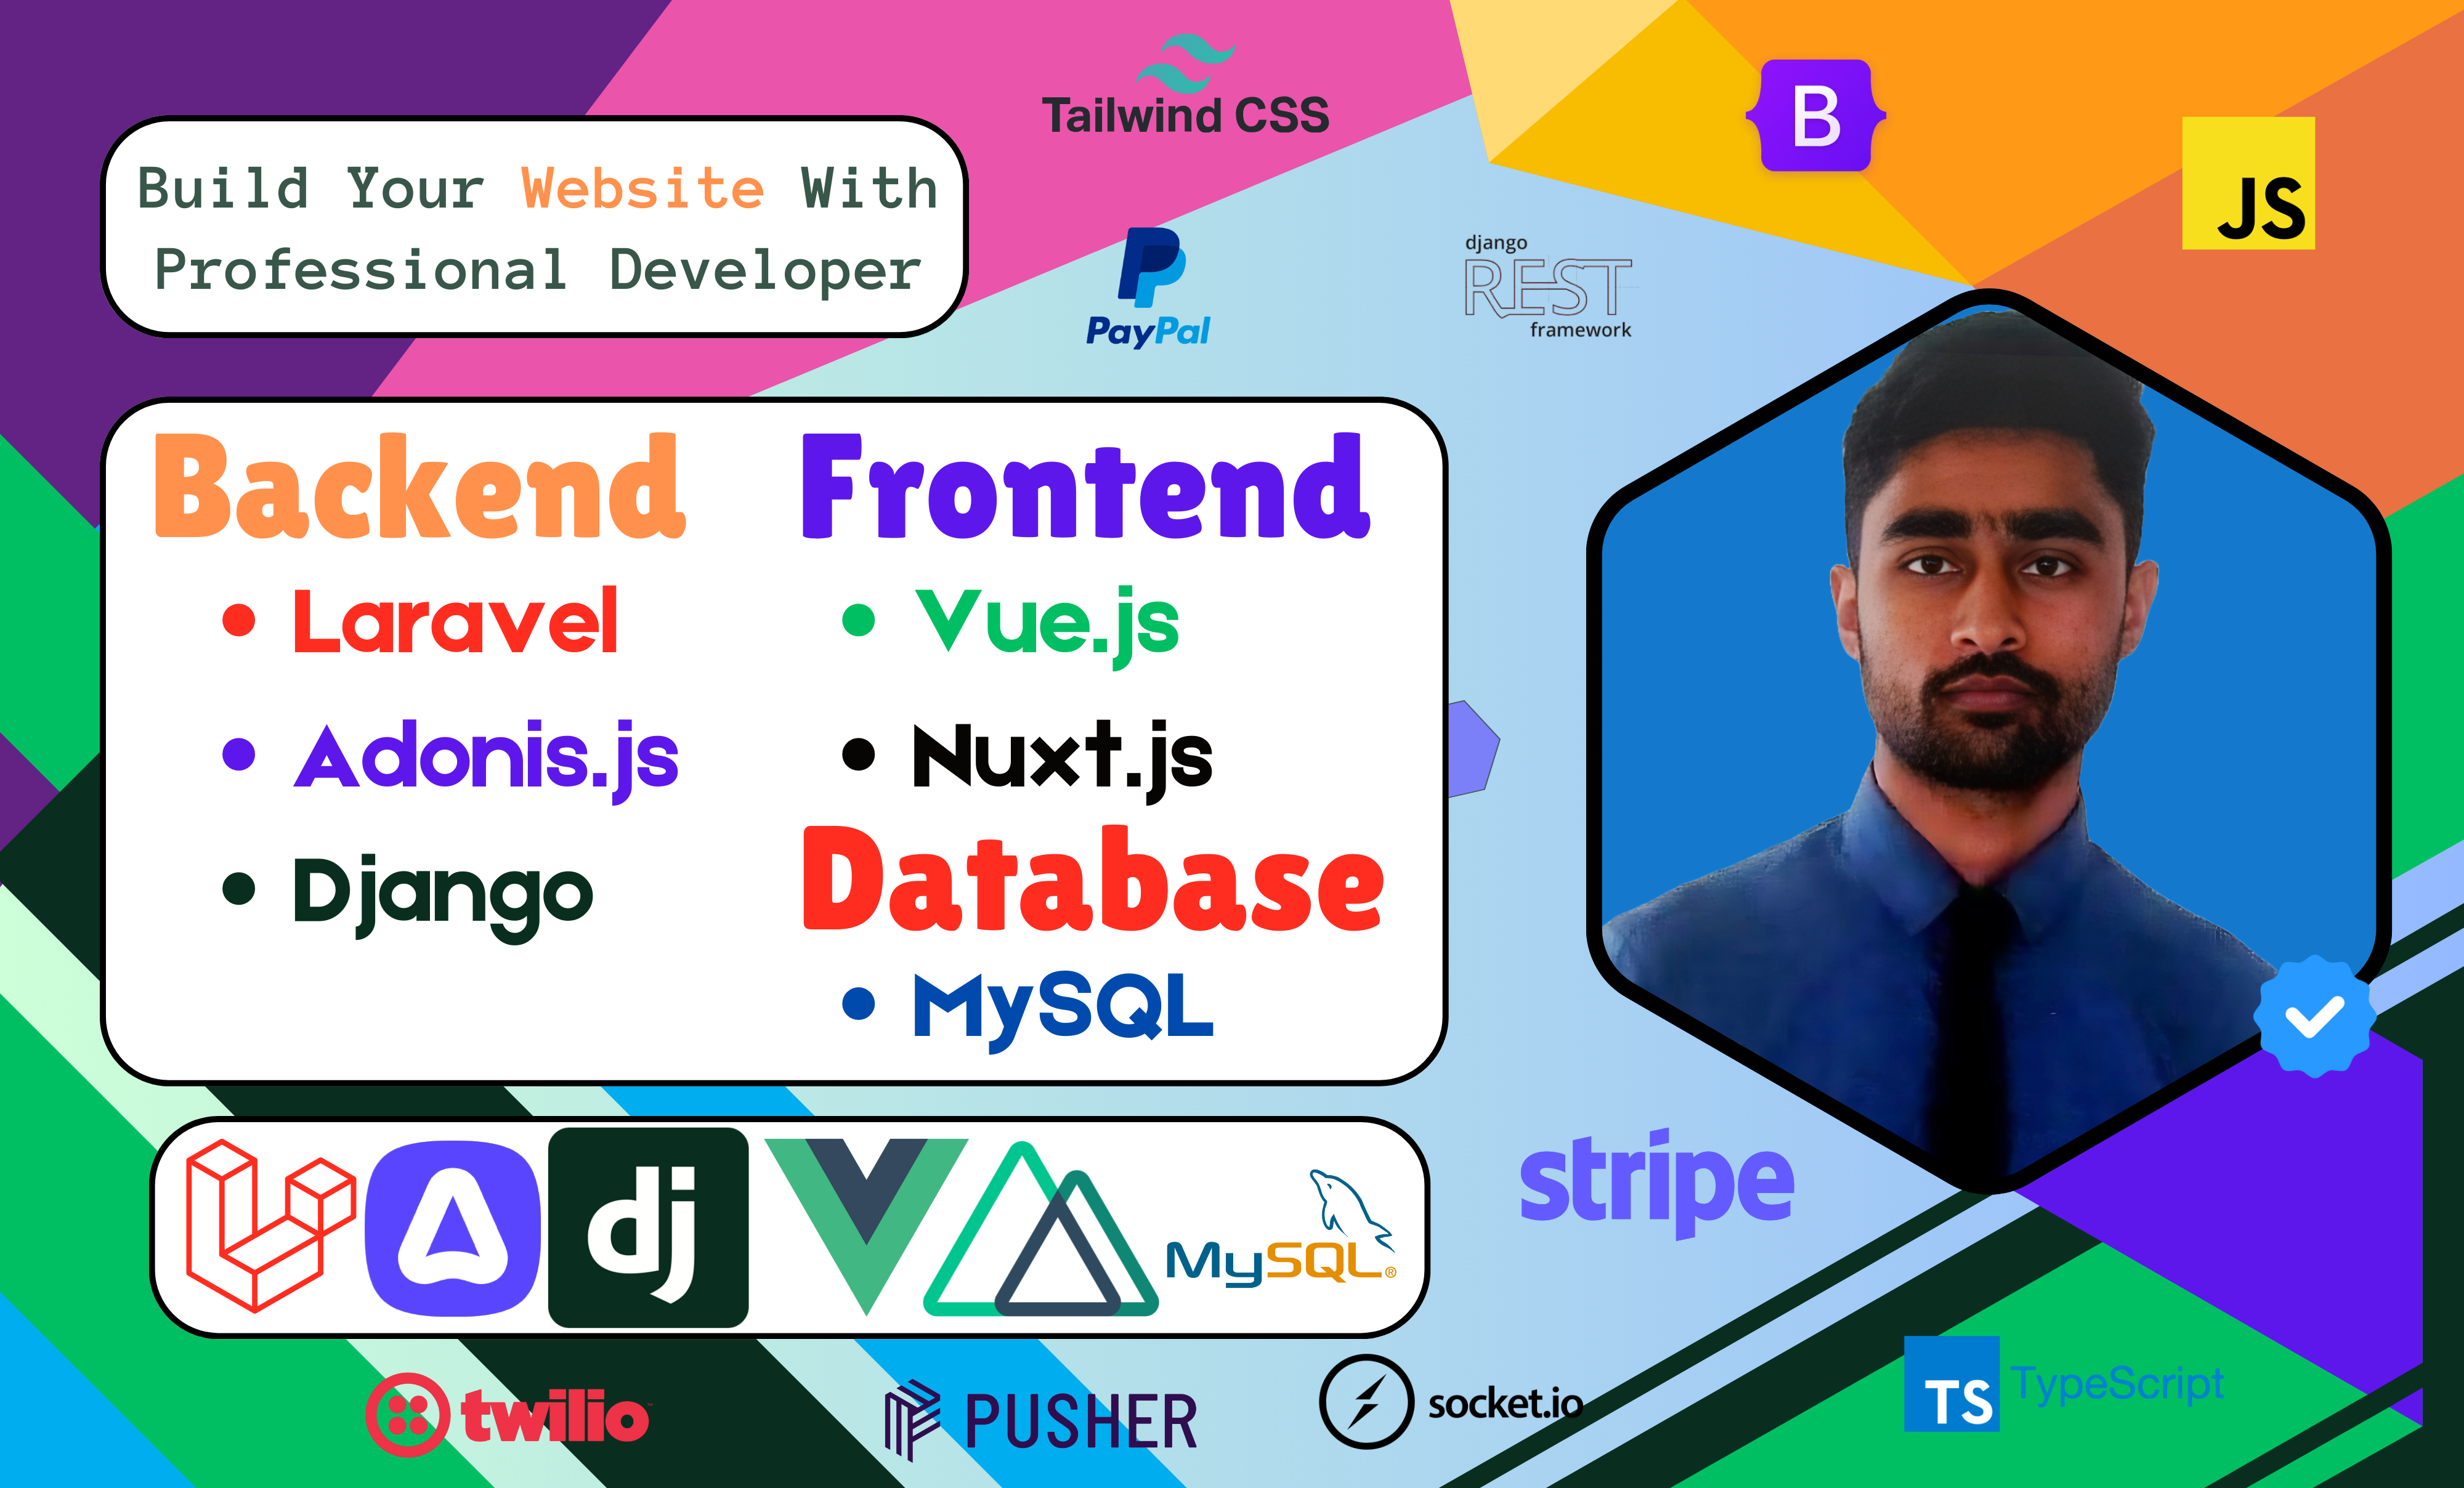 Tailwind CSS
B
JS
Build Your Website With
Professional Developer
PayPal
django
REST
framework
Backend
• Laravel
• Adonis.js
• Django
Frontend
• Vue.js
• Nuxt.js
Database
• MySQL
dj
MySQL®
stripe
twilio
PUSHER
socket.io
TS TypeScript